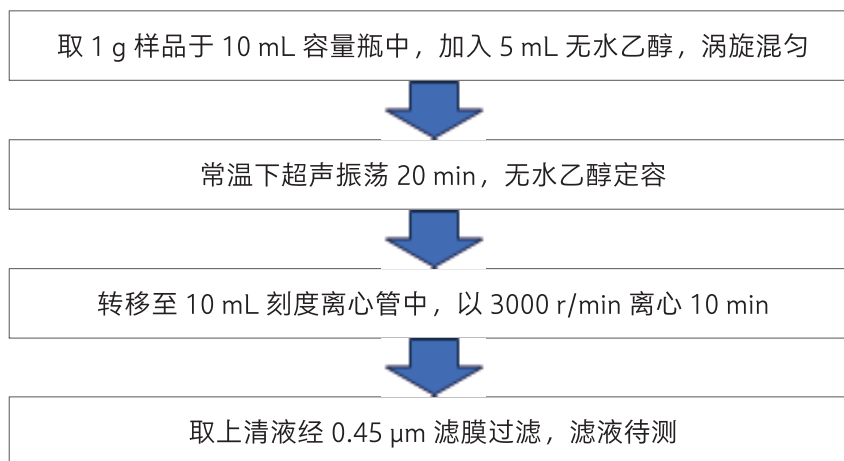 取 1 g 样品于 10 mL 容量瓶中，加入 5 mL 无水乙醇，涡旋混匀
常温下超声振荡 20 min，无水乙醇定容
转移至 10 mL 刻度离心管中，以 3000 r/min 离心 10 min
取上清液经 0.45 μm 滤膜过滤，滤液待测